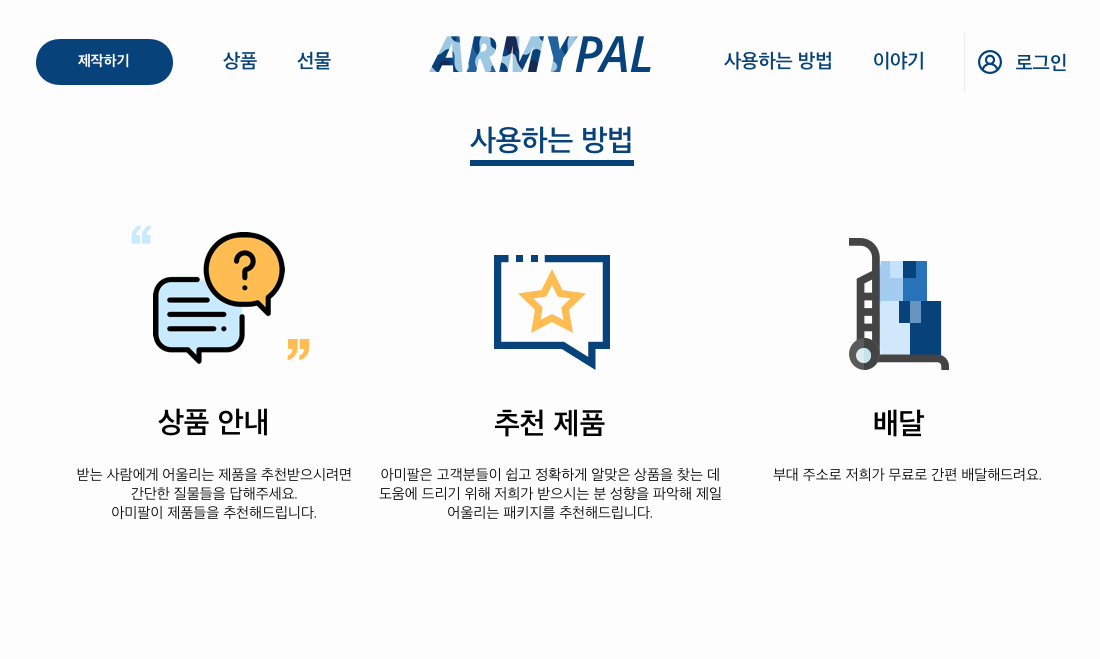 제작하기
상품
선물
ARMYPAL
사용하는 방법
이야기
로그인
사용하는 방법
“
?
”
상품 안내
추천 제품
배달
받는 사람에게 어울리는 제품을 추천받으시려면
간단한 질물들을 답해주세요.
아미팔이 제품들을 추천해드립니다.
아미팔은 고객분들이 쉽고 정확하게 알맞은 상품을 찾는 데
도움에 드리기 위해 저희가 받으시는 분 성향을 파악해 제일
어울리는 패키지를 추천해드립니다.
부대 주소로 저희가 무료로 간편 배달해드려요.